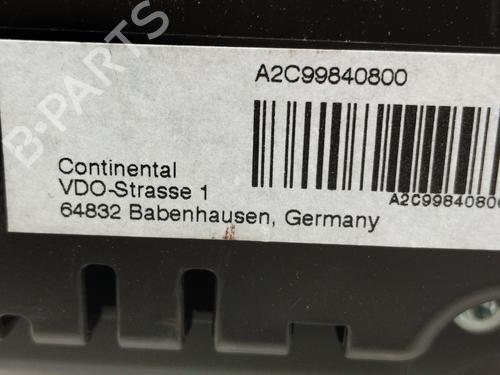 A2C99840800
A2C9984080
Continental
VDO-Strasse 1
64832 Babenhausen, Germany
B-PARTS